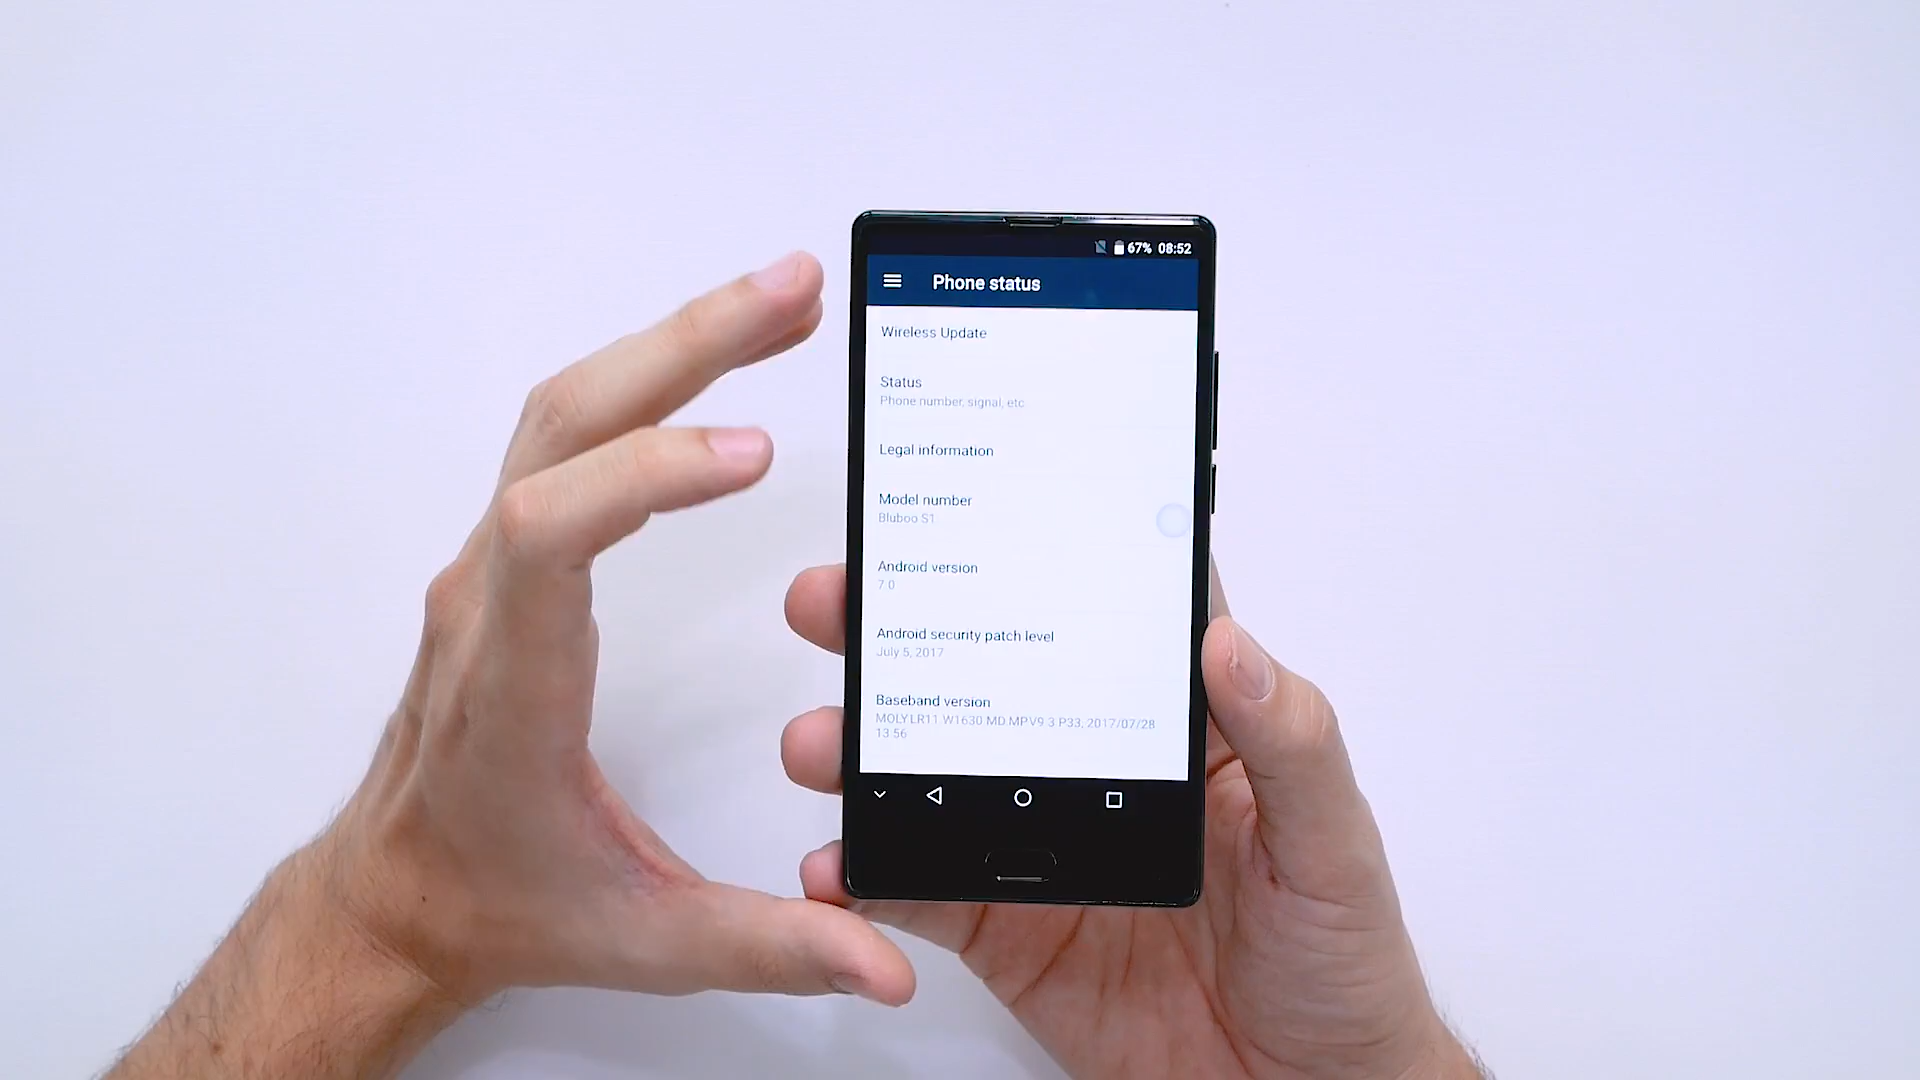 67% 08:52
Phone status
Wireless Update
Status
Phone number, signal, etc.
Legal information
Model number
Bluboo S1
Android version
7.0
Android security patch level
July 5, 2017
Baseband version
MOLY.LR11.W1630.MD.MP.V9.3.P33, 2017/07/28
13:56